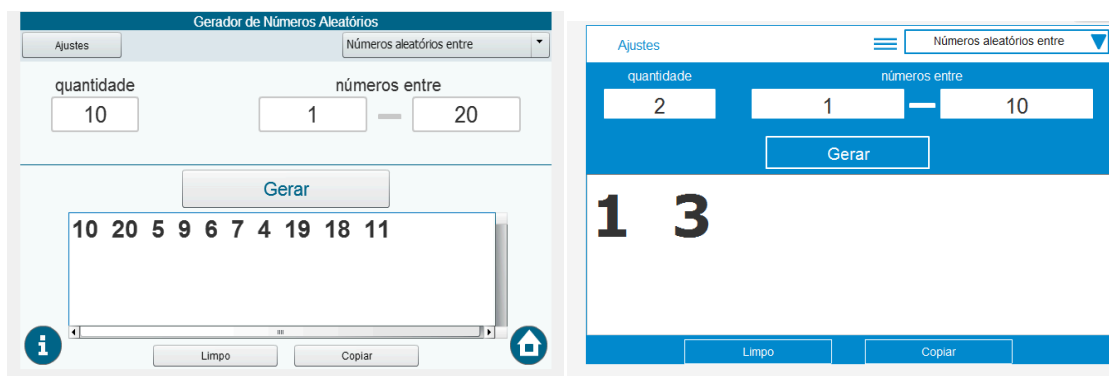 Gerador de Números Aleatórios
Ajustes
Números aleatórios entre
quantidade
números entre
10
1
20
Gerar
10 20 5 9 6 7 4 19 18 11
i
Limpo
Copiar
Ajustes
Números aleatórios entre
quantidade
números entre
2
1
10
Gerar
1 3
Limpo
Copiar